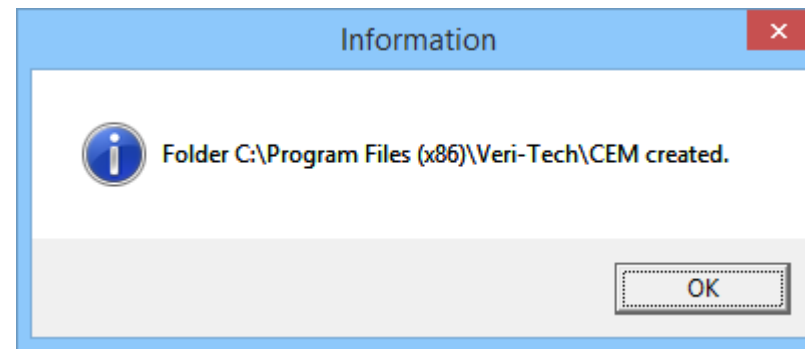 Information
Folder C:\Program Files (x86)\Veri-Tech\CEM created.
OK